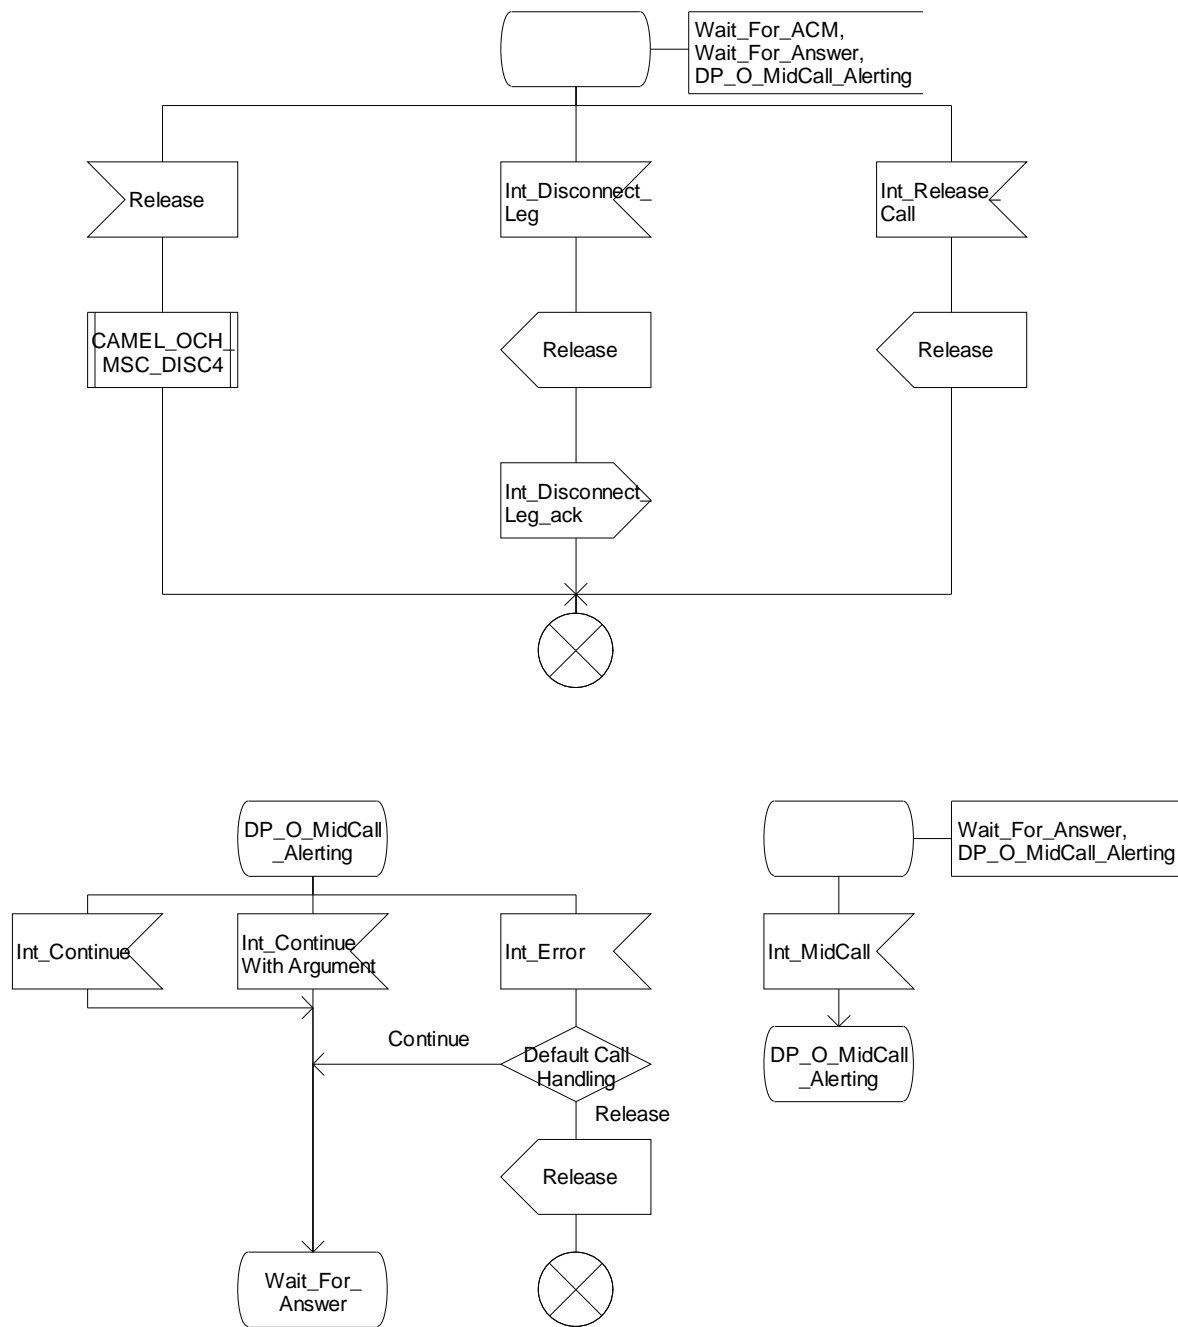 Wait_For_ACM,
Wait_For_Answer,
DP_O_MidCall_Alerting
Release
Int_Disconnect_
Leg
Int_Release_
Call
CAMEL_OCH_
MSC_DISC4
Release
Release
Int_Disconnect_
Leg_ack
DP_O_MidCall
_Alerting
Wait_For_Answer,
DP_O_MidCall_Alerting
Int_Continue
Int_Continue_
With Argument
Int_Error
Int_MidCall
Continue
Default Call
Handling
DP_O_MidCall
_Alerting
Release
Release
Wait_For_
Answer